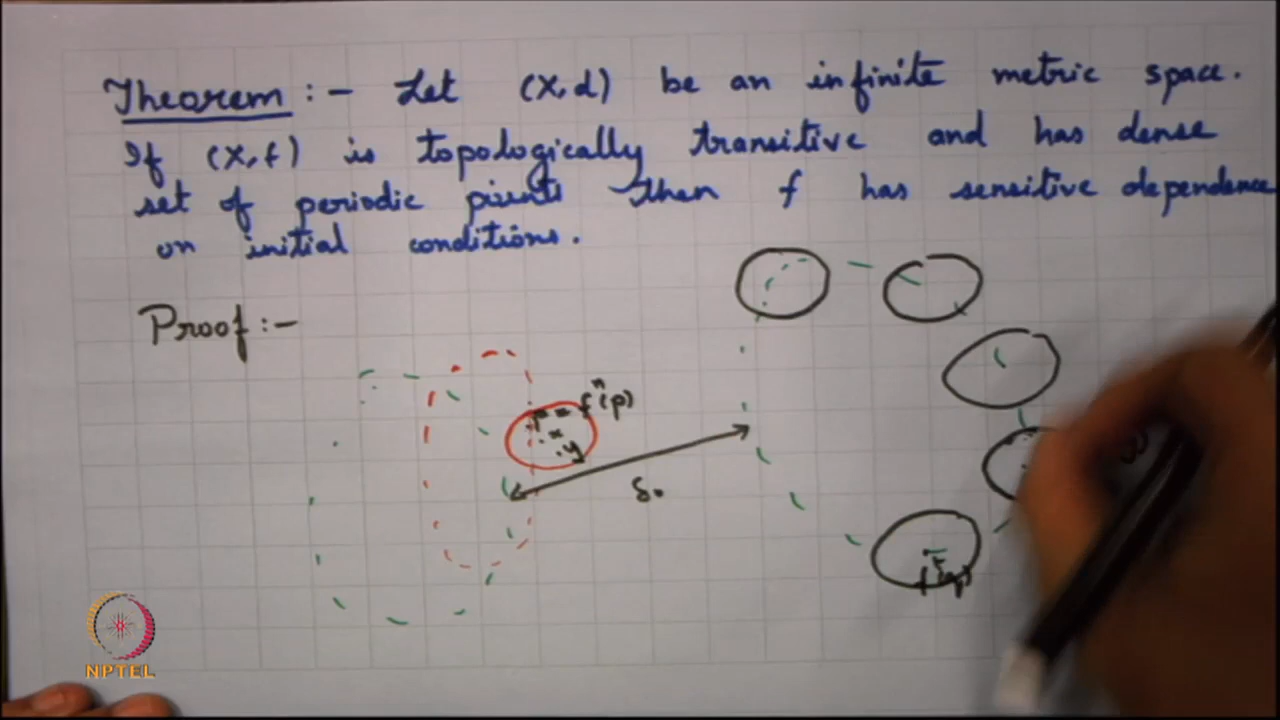 Theorem :- Let (X,d) be an infinite metric space.
If (X,f) is topologically transitive and has dense
set of periodic points then f has sensitive dependence
on initial conditions.
Proof :-
p = fⁿ(p)
x
y
δ₀
NPTEL